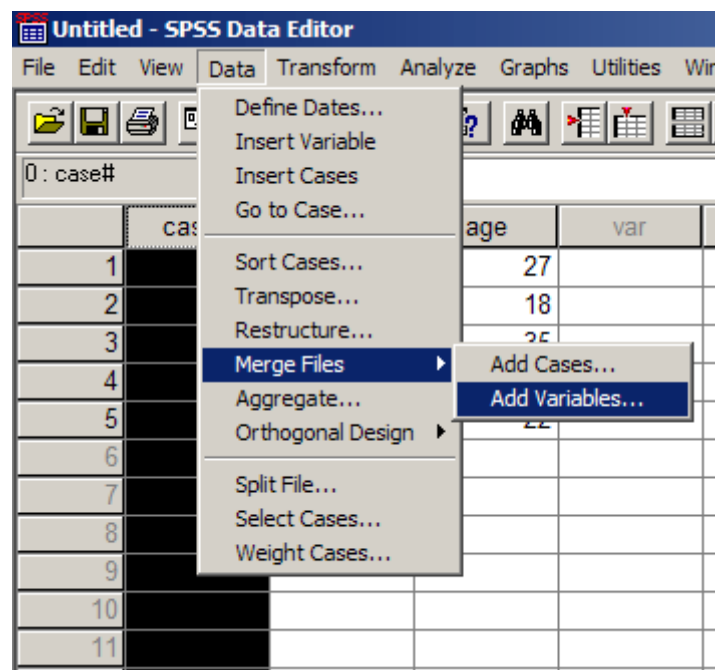 SPSS
Untitled - SPSS Data Editor
File Edit View Data Transform Analyze Graphs Utilities
0 : case#
Define Dates...
Insert Variable
Insert Cases
Go to Case...
Sort Cases...
Transpose...
Restructure...
Merge Files
Aggregate...
Orthogonal Design
Split File...
Select Cases...
Weight Cases...
Add Cases...
Add Variables...
age var
1 27
2 18
3
4
5
6
7
8
9
10
11